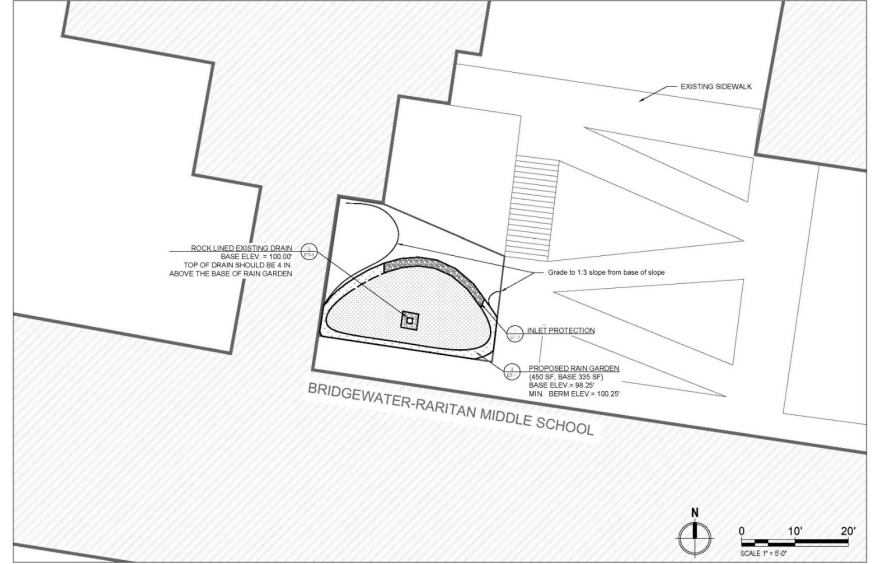 EXISTING SIDEWALK
ROCK LINED EXISTING DRAIN
BASE ELEV. = 100.00'
TOP OF DRAIN SHOULD BE 4 IN.
ABOVE THE BASE OF RAIN GARDEN
Grade to 1:3 slope from base of slope
INLET PROTECTION
PROPOSED RAIN GARDEN
(450 SF, BASE 335 SF)
BASE ELEV.= 98.25'
MIN. BERM ELEV.= 100.25'
BRIDGEWATER-RARITAN MIDDLE SCHOOL
N
0 10' 20'
SCALE 1" = 5'-0"